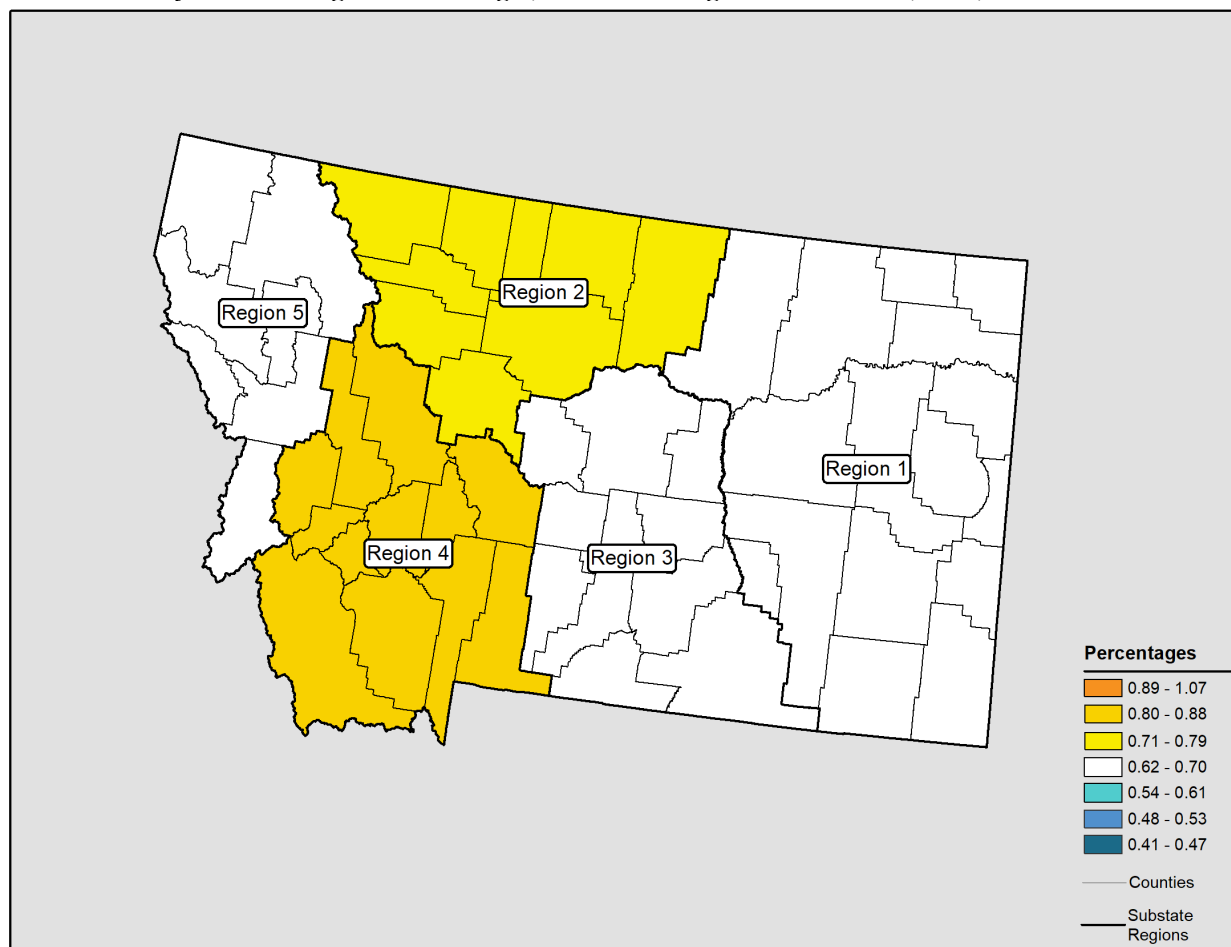 Region 2
Region 5
Region 1
Region 4
Region 3
Percentages
0.89 - 1.07
0.80 - 0.88
0.71 - 0.79
0.62 - 0.70
0.54 - 0.61
0.48 - 0.53
0.41 - 0.47
Counties
Substate
Regions